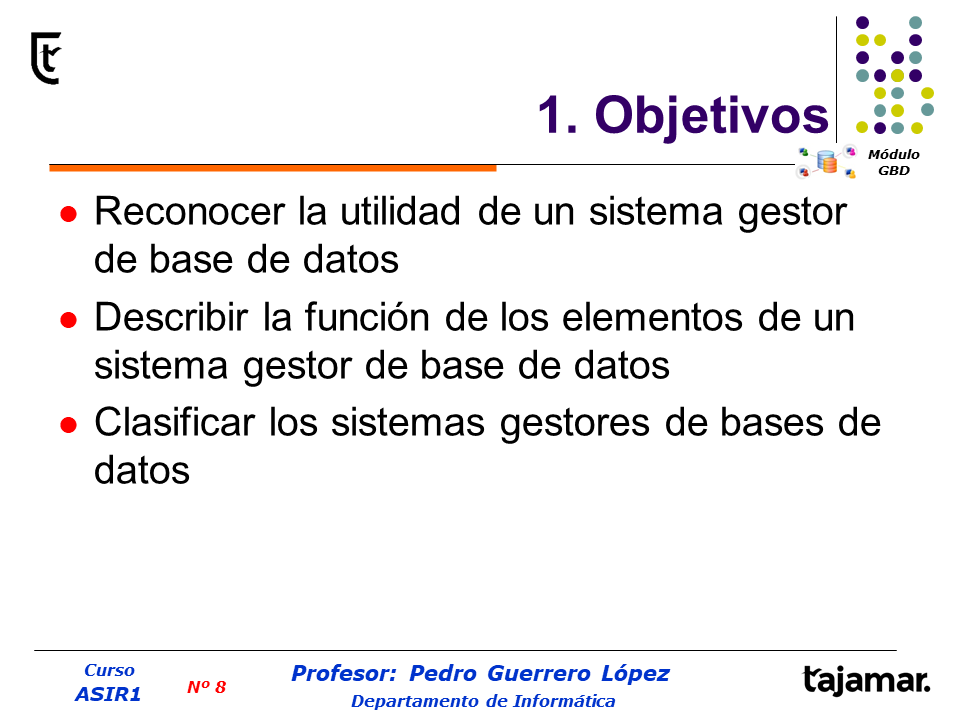 1. Objetivos
Módulo
GBD
Reconocer la utilidad de un sistema gestor
de base de datos
Describir la función de los elementos de un
sistema gestor de base de datos
Clasificar los sistemas gestores de bases de
datos
Curso
ASIR1
Nº 8
Profesor: Pedro Guerrero López
Departamento de Informática
tajamar.